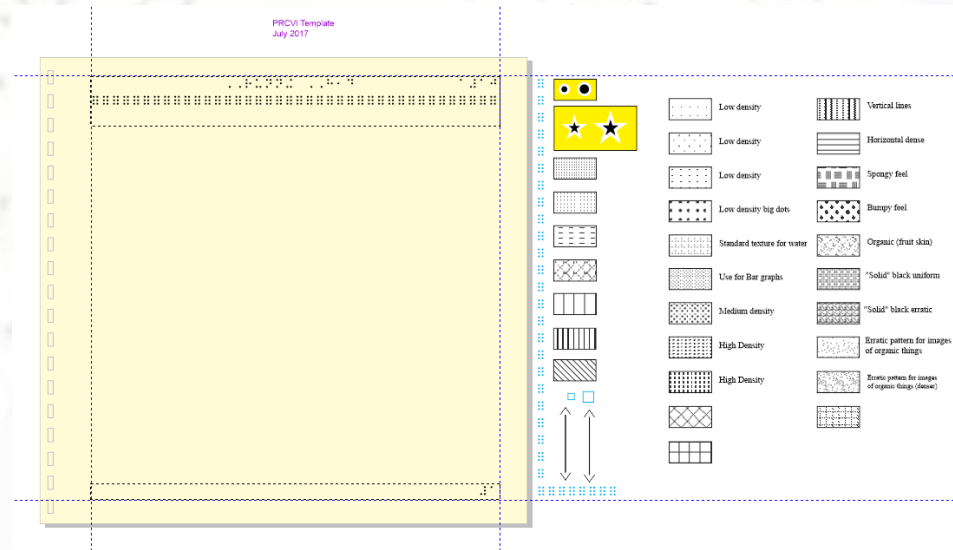 PRCVI Template
July 2017
Low density
Low density
Low density
Low density big dots
Standard texture for water
Use for Bar graphs
Medium density
High Density
High Density
Vertical lines
Horizontal dense
Spongy feel
Bumpy feel
Organic (fruit skin)
"Solid" black uniform
"Solid" black erratic
Erratic pattern for images
of organic things
Erratic pattern for images
of organic things (denser)